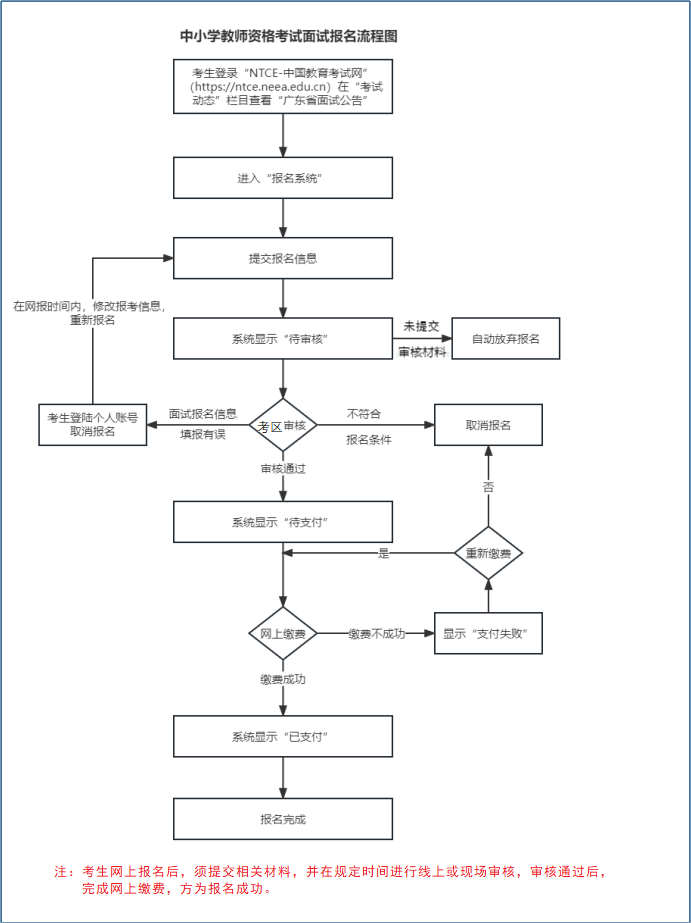 中小学教师资格考试面试报名流程图
考生登录“NTCE-中国教育考试网”
（https://ntce.neea.edu.cn）在“考试
动态”栏目查看“广东省面试公告”
进入“报名系统”
提交报名信息
在网报时间内，修改报考信息，
重新报名
系统显示“待审核”
未提交
审核材料
自动放弃报名
考生登陆个人账号
取消报名
面试报名信息
填报有误
考区审核
不符合
报名条件
取消报名
审核通过
否
系统显示“待支付”
是
重新缴费
网上缴费
缴费不成功
显示“支付失败”
缴费成功
系统显示“已支付”
报名完成
注：考生网上报名后，须提交相关材料，并在规定时间进行线上或现场审核，审核通过后，
完成网上缴费，方为报名成功。